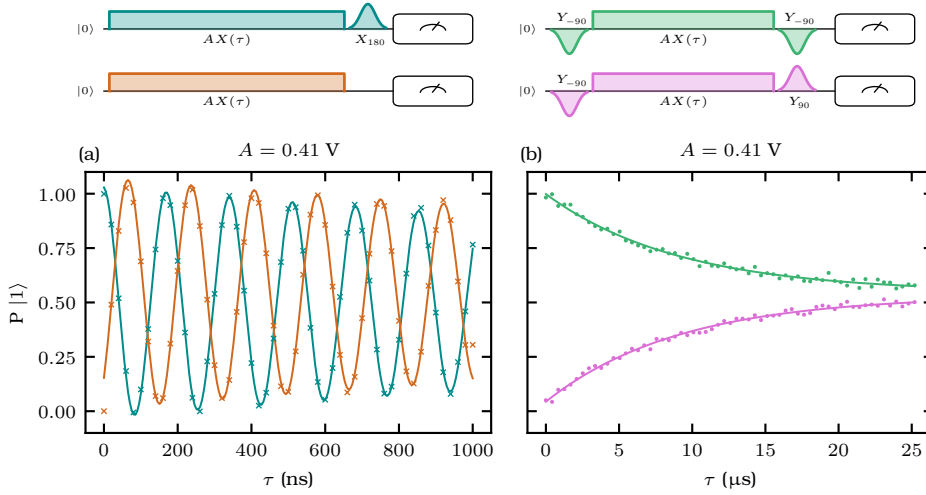 |0⟩ AX(τ) X₁₈₀
|0⟩ AX(τ)
Y₋₉₀ Y₋₉₀
|0⟩ AX(τ)
Y₋₉₀
|0⟩ AX(τ) Y₉₀
(a) A = 0.41 V
P |1⟩
1.00
0.75
0.50
0.25
0.00
0 200 400 600 800 1000
τ (ns)
(b) A = 0.41 V
0 5 10 15 20 25
τ (μs)